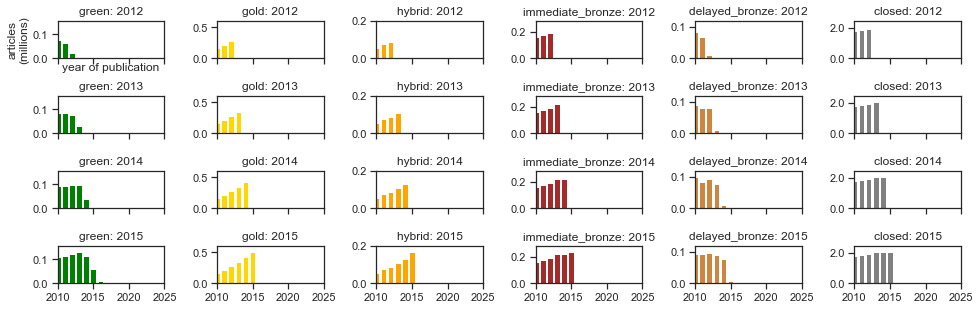 green: 2012 gold: 2012 hybrid: 2012 immediate_bronze: 2012 delayed_bronze: 2012 closed: 2012
articles
(millions)
0.1 0.5 0.2 0.2 0.1 2.0
0.0 0.0 0.0 0.0 0.0 0.0
year of publication
green: 2013 gold: 2013 hybrid: 2013 immediate_bronze: 2013 delayed_bronze: 2013 closed: 2013
0.1 0.5 0.2 0.2 0.1 2.0
0.0 0.0 0.0 0.0 0.0 0.0
green: 2014 gold: 2014 hybrid: 2014 immediate_bronze: 2014 delayed_bronze: 2014 closed: 2014
0.1 0.5 0.2 0.2 0.1 2.0
0.0 0.0 0.0 0.0 0.0 0.0
green: 2015 gold: 2015 hybrid: 2015 immediate_bronze: 2015 delayed_bronze: 2015 closed: 2015
0.1 0.5 0.2 0.2 0.1 2.0
0.0 0.0 0.0 0.0 0.0 0.0
2010 2015 2020 2025 2010 2015 2020 2025 2010 2015 2020 2025 2010 2015 2020 2025 2010 2015 2020 2025 2010 2015 2020 2025